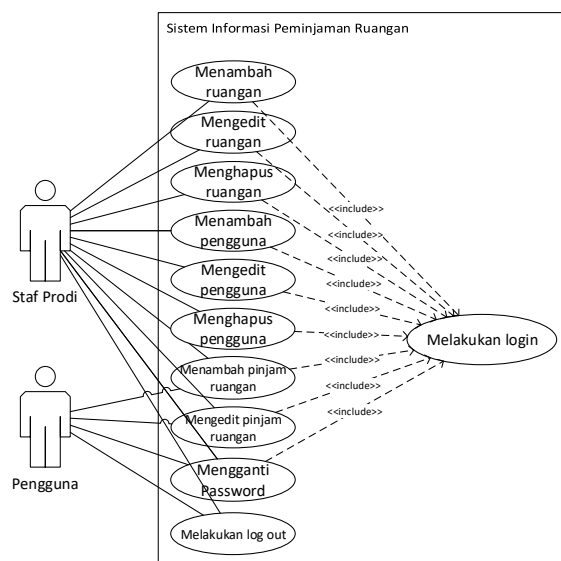 Sistem Informasi Peminjaman Ruangan
Menambah
ruangan
Mengedit
ruangan
Menghapus
ruangan
<<include>>
<<include>>
Menambah
pengguna
<<include>>
<<include>>
Staf Prodi
Mengedit
pengguna
<<include>>
Menghapus
pengguna
<<include>>
Melakukan login
Menambah pinjam
ruangan
<<include>>
<<include>>
Mengedit pinjam
ruangan
<<include>>
Pengguna
Mengganti
Password
Melakukan log out